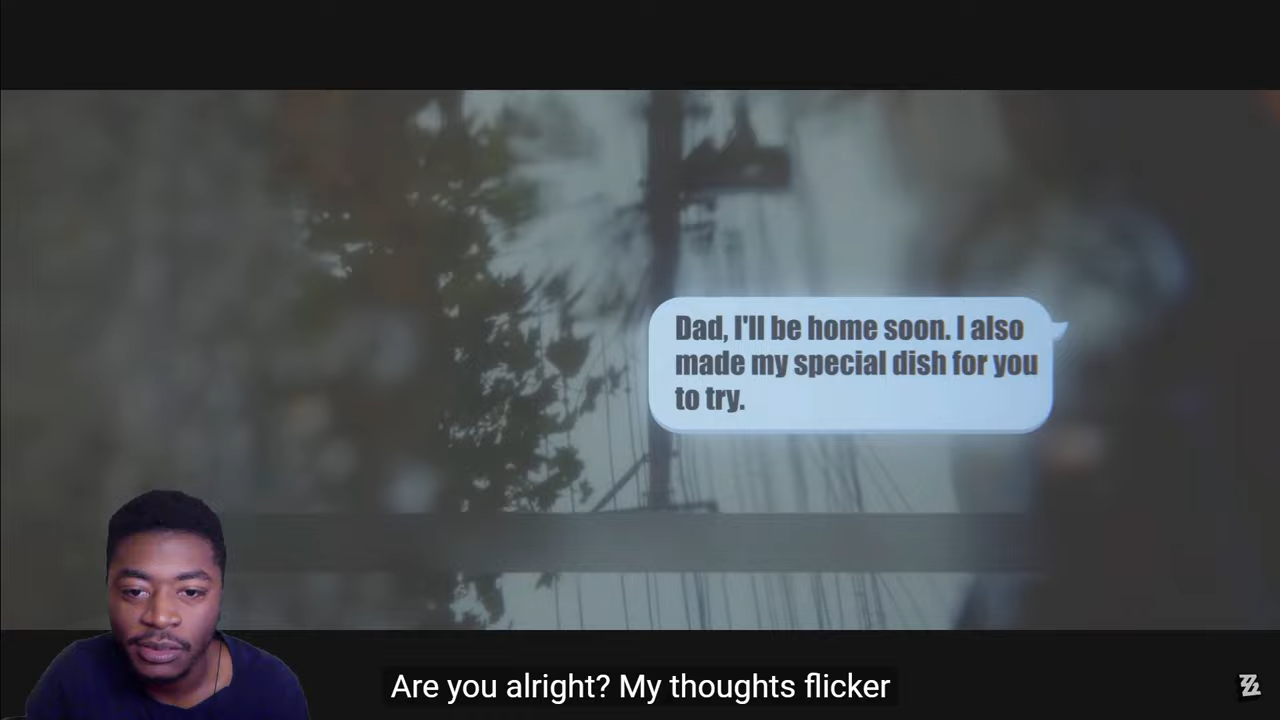 Dad, I'll be home soon. I also
made my special dish for you
to try.
Are you alright? My thoughts flicker